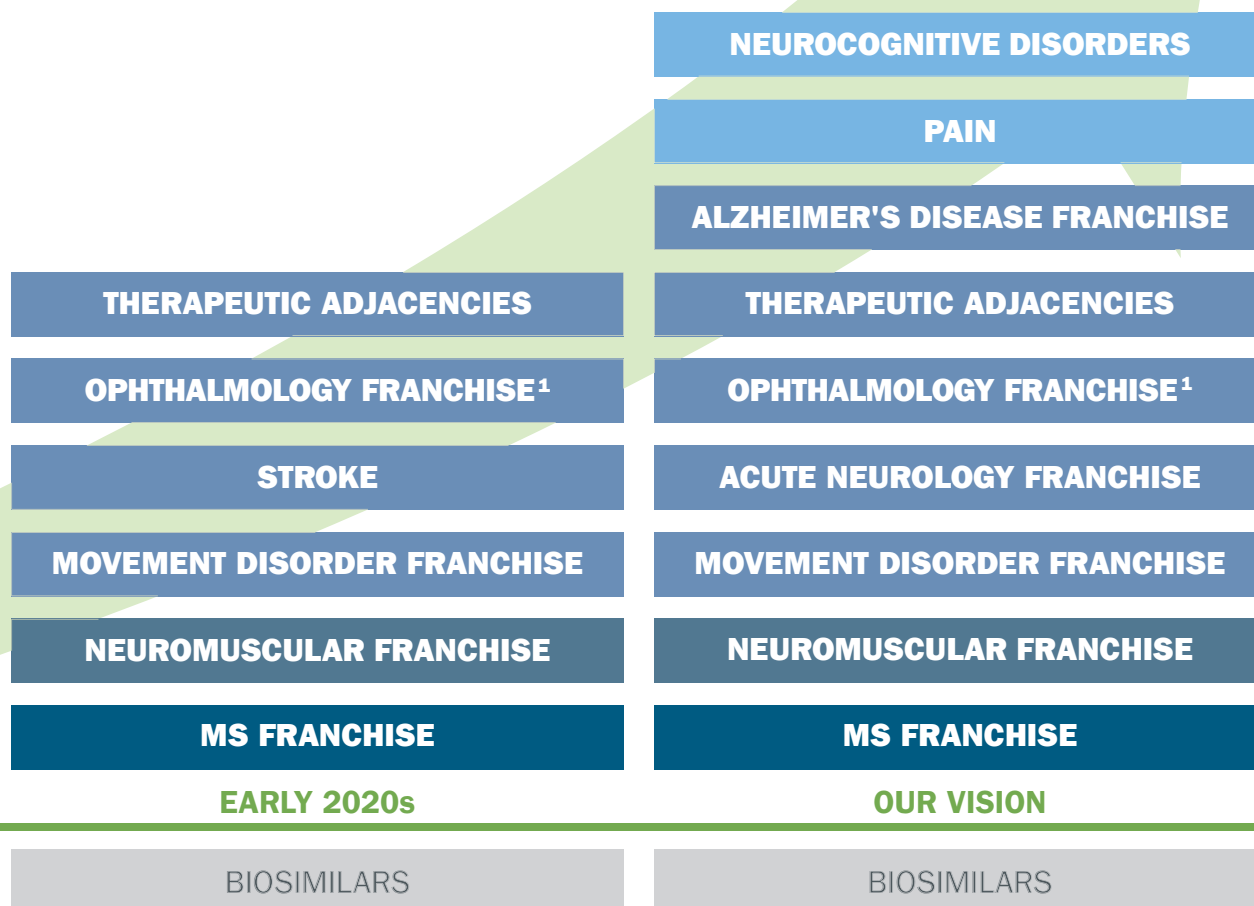 NEUROCOGNITIVE DISORDERS
PAIN
ALZHEIMER'S DISEASE FRANCHISE
THERAPEUTIC ADJACENCIES
THERAPEUTIC ADJACENCIES
OPHTHALMOLOGY FRANCHISE¹
OPHTHALMOLOGY FRANCHISE¹
STROKE
ACUTE NEUROLOGY FRANCHISE
MOVEMENT DISORDER FRANCHISE
MOVEMENT DISORDER FRANCHISE
NEUROMUSCULAR FRANCHISE
NEUROMUSCULAR FRANCHISE
MS FRANCHISE
MS FRANCHISE
EARLY 2020s
OUR VISION
BIOSIMILARS
BIOSIMILARS